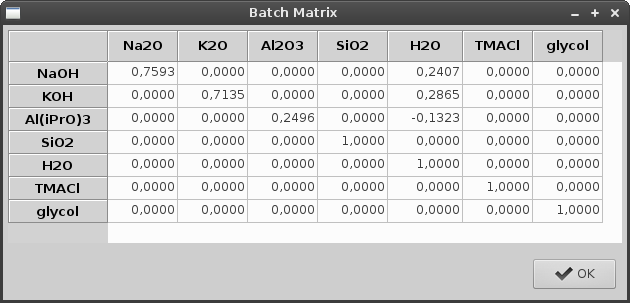 Batch Matrix
Na2O K2O Al2O3 SiO2 H2O TMACl glycol
NaOH 0,7593 0,0000 0,0000 0,0000 0,2407 0,0000 0,0000
KOH 0,0000 0,7135 0,0000 0,0000 0,2865 0,0000 0,0000
Al(iPrO)3 0,0000 0,0000 0,2496 0,0000 -0,1323 0,0000 0,0000
SiO2 0,0000 0,0000 0,0000 1,0000 0,0000 0,0000 0,0000
H2O 0,0000 0,0000 0,0000 0,0000 1,0000 0,0000 0,0000
TMACl 0,0000 0,0000 0,0000 0,0000 0,0000 1,0000 0,0000
glycol 0,0000 0,0000 0,0000 0,0000 0,0000 0,0000 1,0000
OK